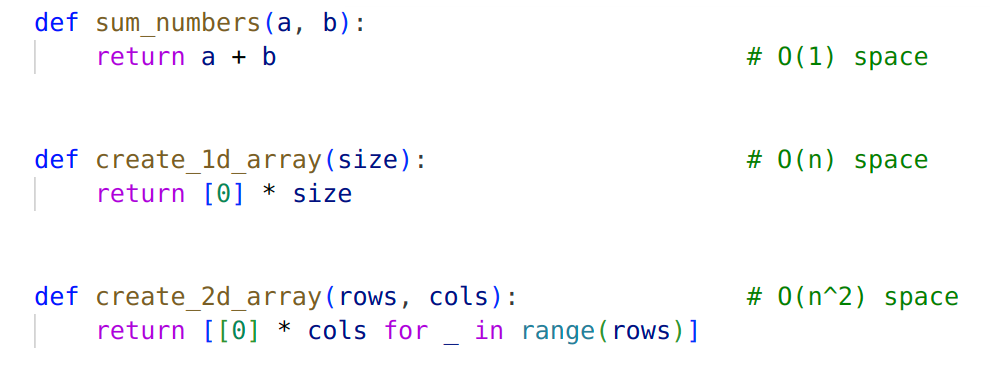 def sum_numbers(a, b):
    return a + b                               # O(1) space
def create_1d_array(size):                     # O(n) space
    return [0] * size
def create_2d_array(rows, cols):               # O(n^2) space
    return [[0] * cols for _ in range(rows)]